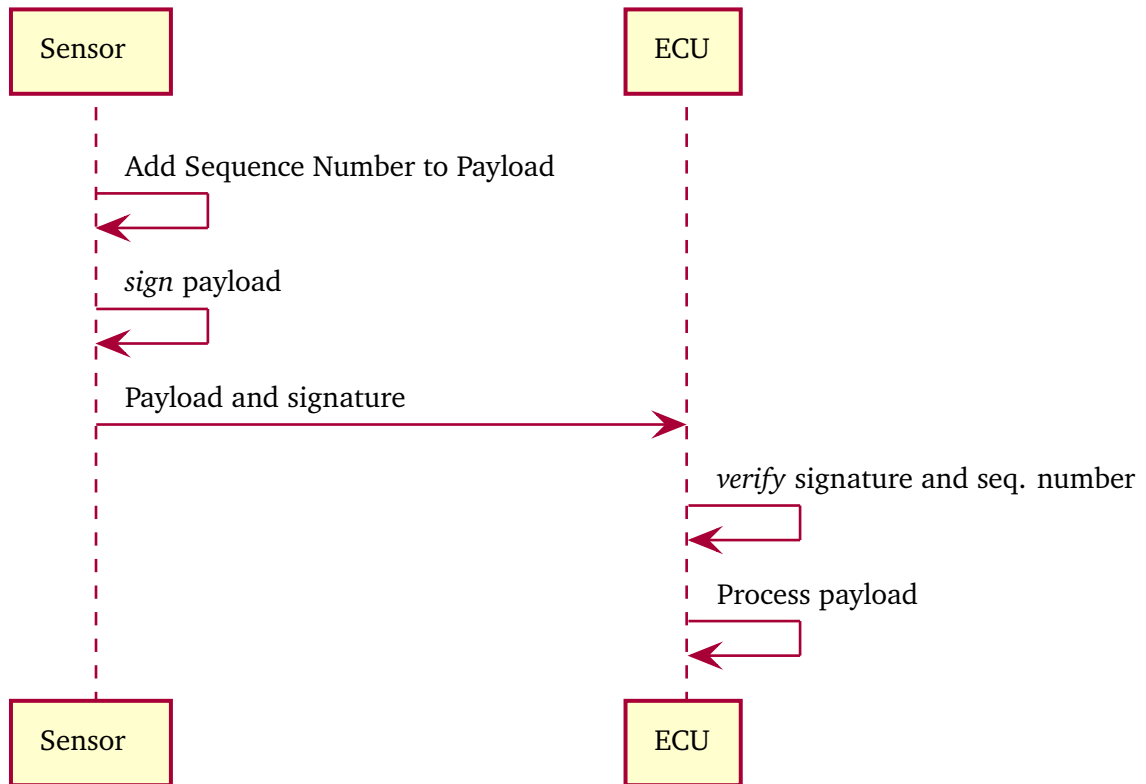 Sensor
ECU
Add Sequence Number to Payload
sign payload
Payload and signature
verify signature and seq. number
Process payload
Sensor
ECU